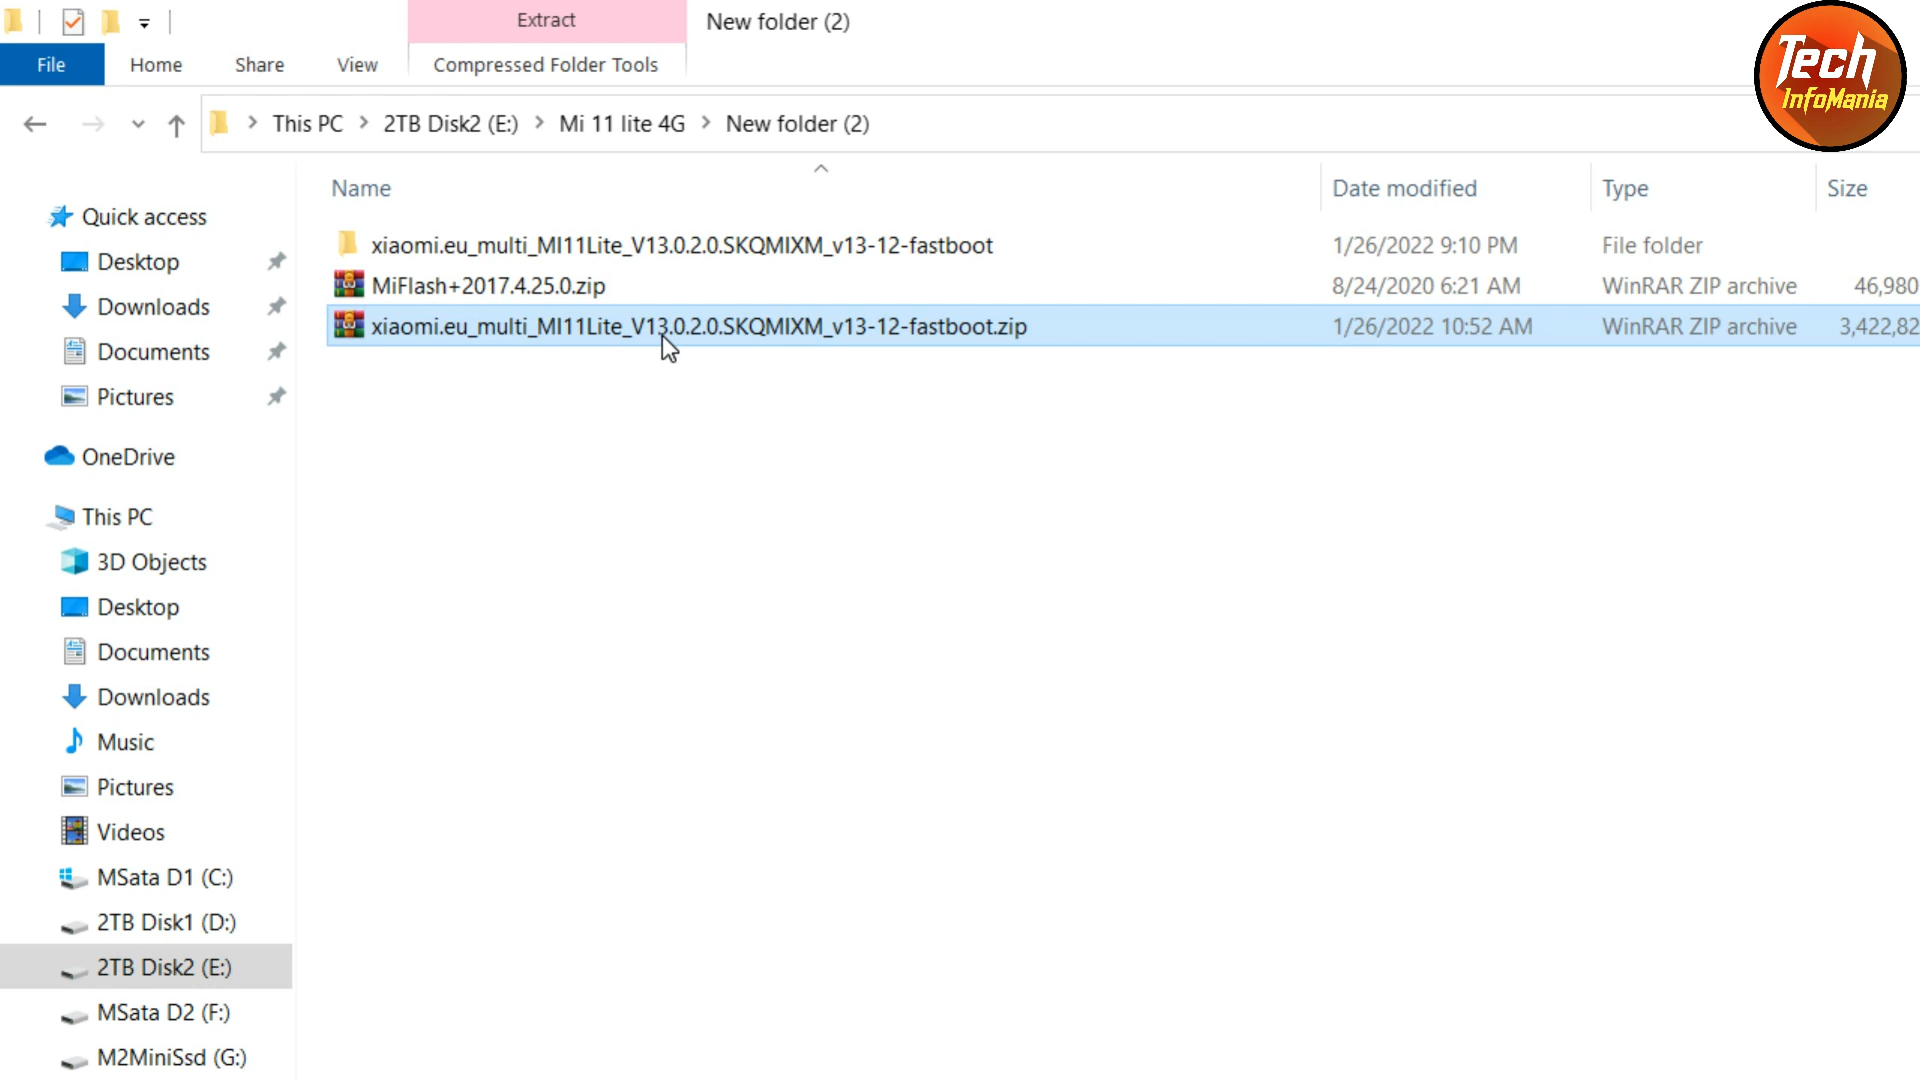 Extract
New folder (2)
Tech
InfoMania
File
Home
Share
View
Compressed Folder Tools
This PC
2TB Disk2 (E:)
Mi 11 lite 4G
New folder (2)
Name
Date modified
Type
Size
Quick access
Desktop
Downloads
Documents
Pictures
OneDrive
This PC
3D Objects
Desktop
Documents
Downloads
Music
Pictures
Videos
MSata D1 (C:)
2TB Disk1 (D:)
2TB Disk2 (E:)
MSata D2 (F:)
M2MiniSsd (G:)
xiaomi.eu_multi_MI11Lite_V13.0.2.0.SKQMIXM_v13-12-fastboot 1/26/2022 9:10 PM File folder
MiFlash+2017.4.25.0.zip 8/24/2020 6:21 AM WinRAR ZIP archive 46,980
xiaomi.eu_multi_MI11Lite_V13.0.2.0.SKQMIXM_v13-12-fastboot.zip 1/26/2022 10:52 AM WinRAR ZIP archive 3,422,82